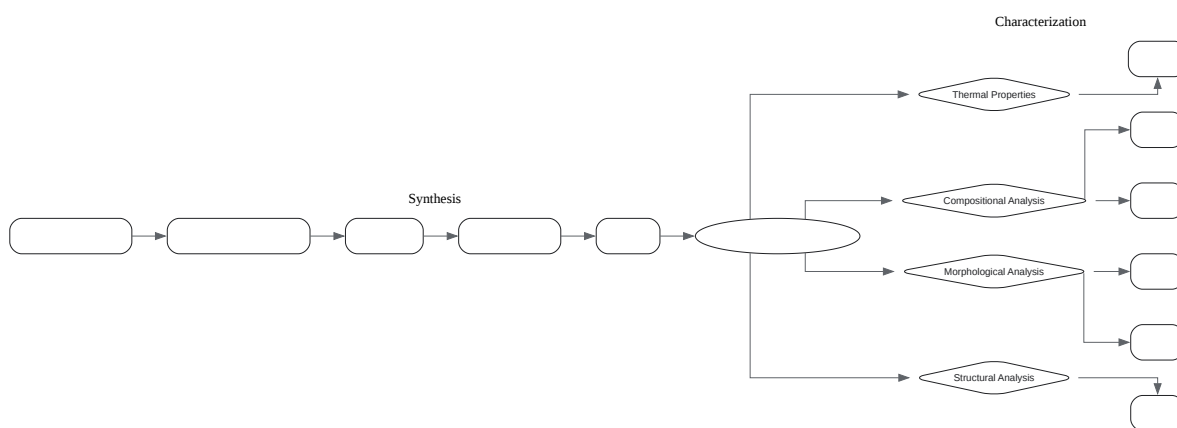 Characterization
Thermal Properties
Synthesis
Compositional Analysis
Morphological Analysis
Structural Analysis